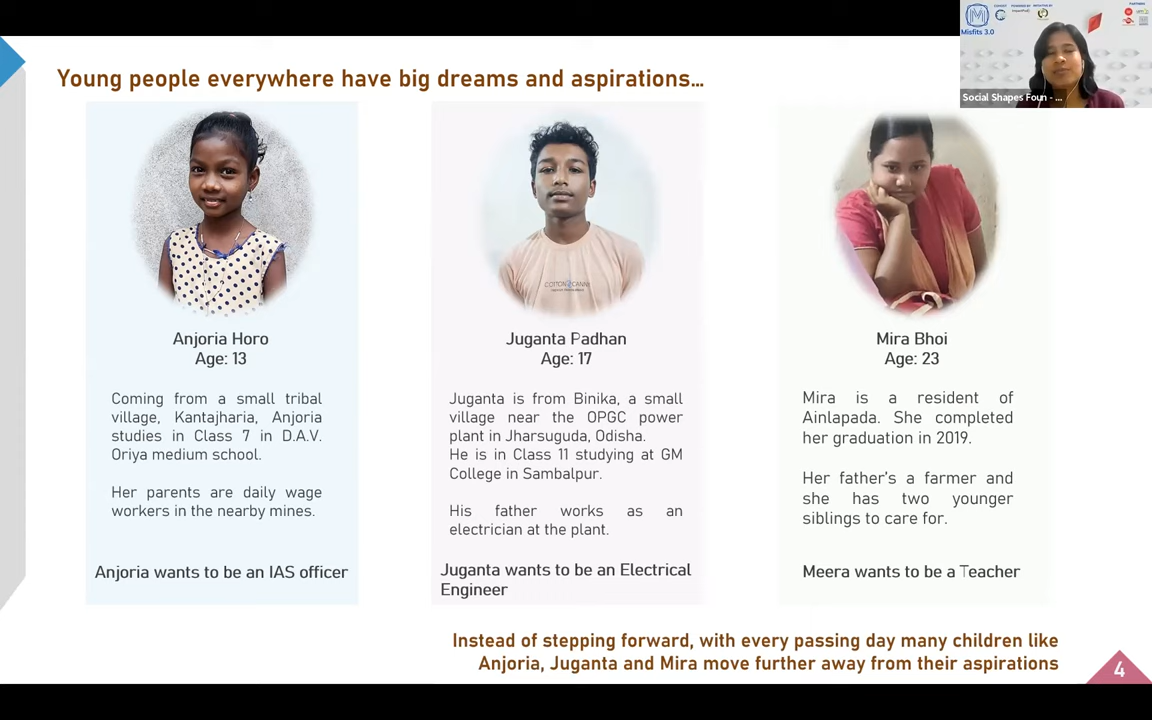 Young people everywhere have big dreams and aspirations...
Misfits 3.0
Social Shapes Foun - ...
Anjoria Horo
Age: 13
Coming from a small tribal
village, Kantajharia, Anjoria
studies in Class 7 in D.A.V.
Oriya medium school.
Her parents are daily wage
workers in the nearby mines.
Anjoria wants to be an IAS officer
Juganta Padhan
Age: 17
Juganta is from Binika, a small
village near the OPGC power
plant in Jharsuguda, Odisha.
He is in Class 11 studying at GM
College in Sambalpur.
His father works as an
electrician at the plant.
Juganta wants to be an Electrical
Engineer
Mira Bhoi
Age: 23
Mira is a resident of
Ainlapada. She completed
her graduation in 2019.
Her father's a farmer and
she has two younger
siblings to care for.
Meera wants to be a Teacher
Instead of stepping forward, with every passing day many children like
Anjoria, Juganta and Mira move further away from their aspirations
4